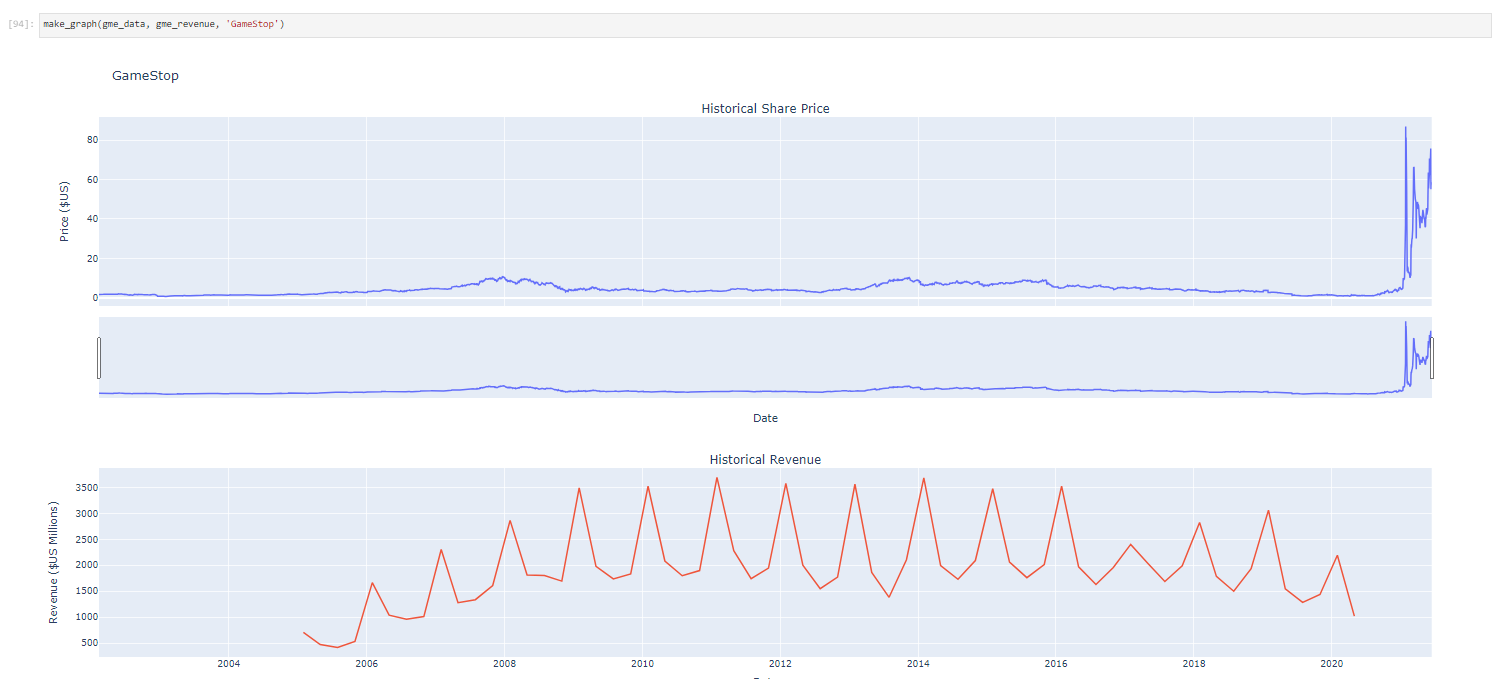 [94]: make_graph(gme_data, gme_revenue, 'GameStop')
GameStop
Historical Share Price
Price ($US)
80
60
40
20
0
Date
Historical Revenue
Revenue ($US Millions)
3500
3000
2500
2000
1500
1000
500
2004 2006 2008 2010 2012 2014 2016 2018 2020